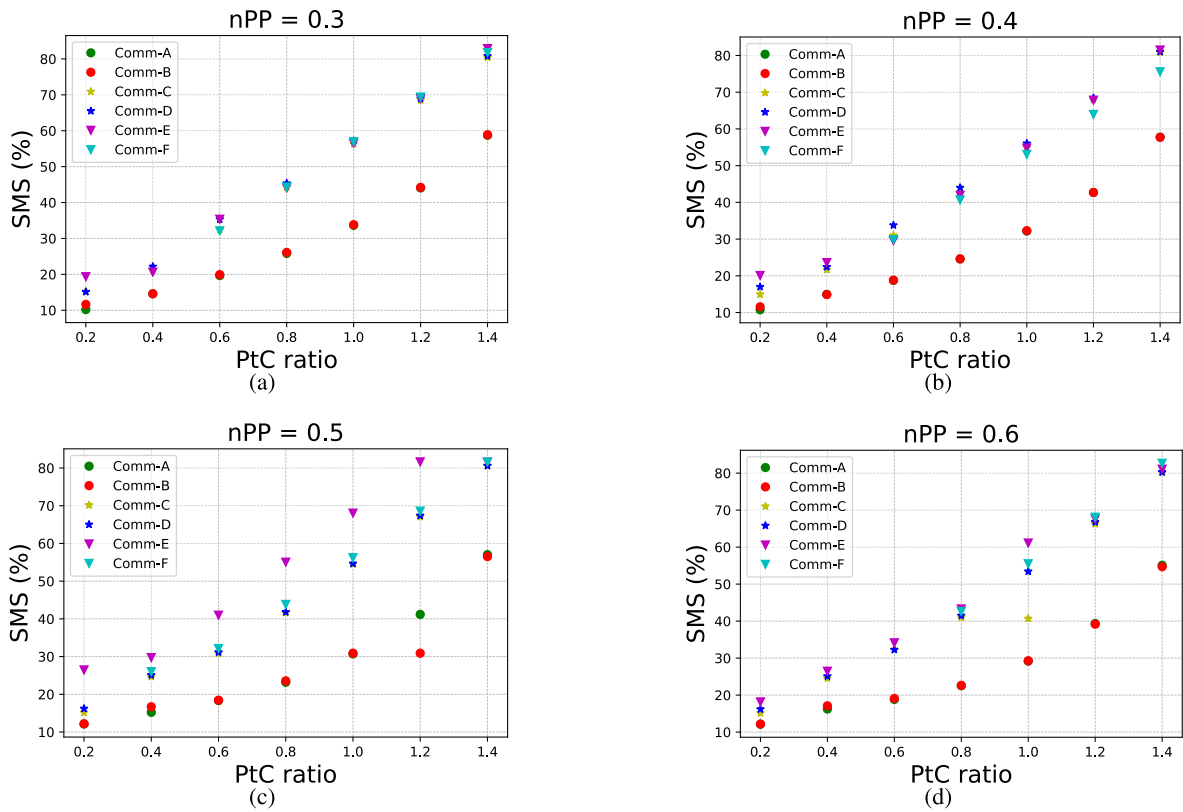 nPP = 0.3
80
70
60
50
40
30
20
10
SMS (%)
Comm-A
Comm-B
Comm-C
Comm-D
Comm-E
Comm-F
0.2 0.4 0.6 0.8 1.0 1.2 1.4
PtC ratio
(a)
nPP = 0.4
80
70
60
50
40
30
20
10
SMS (%)
Comm-A
Comm-B
Comm-C
Comm-D
Comm-E
Comm-F
0.2 0.4 0.6 0.8 1.0 1.2 1.4
PtC ratio
(b)
nPP = 0.5
80
70
60
50
40
30
20
10
SMS (%)
Comm-A
Comm-B
Comm-C
Comm-D
Comm-E
Comm-F
0.2 0.4 0.6 0.8 1.0 1.2 1.4
PtC ratio
(c)
nPP = 0.6
80
70
60
50
40
30
20
10
SMS (%)
Comm-A
Comm-B
Comm-C
Comm-D
Comm-E
Comm-F
0.2 0.4 0.6 0.8 1.0 1.2 1.4
PtC ratio
(d)